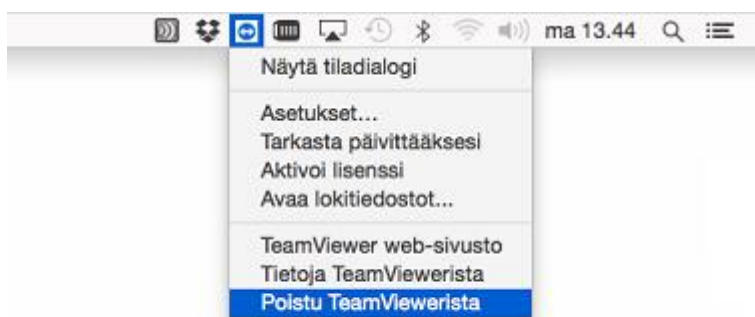 ma 13.44
Näytä tiladialogi
Asetukset...
Tarkasta päivittääksesi
Aktivoi lisenssi
Avaa lokitiedostot...
TeamViewer web-sivusto
Tietoja TeamViewerista
Poistu TeamViewerista